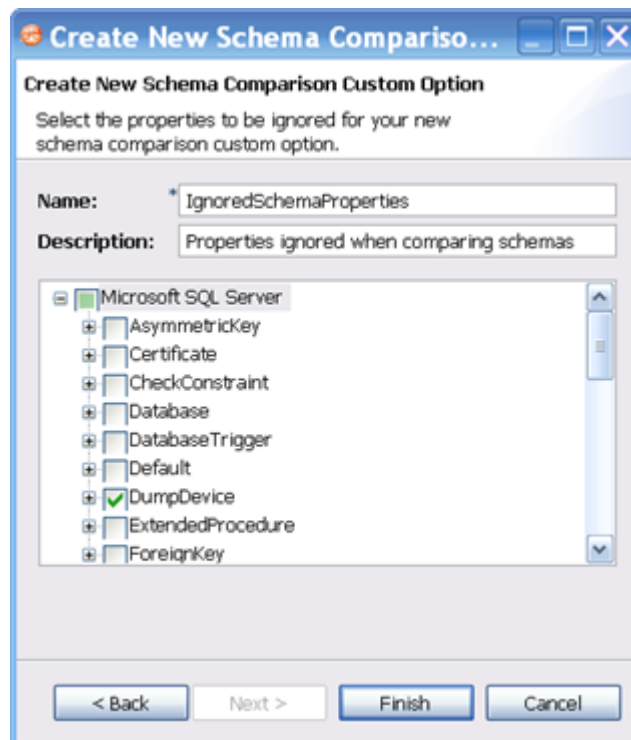 Create New Schema Compariso...
Create New Schema Comparison Custom Option
Select the properties to be ignored for your new
schema comparison custom option.
Name: * IgnoredSchemaProperties
Description: Properties ignored when comparing schemas
Microsoft SQL Server
AsymmetricKey
Certificate
CheckConstraint
Database
DatabaseTrigger
Default
DumpDevice
ExtendedProcedure
ForeignKey
< Back Next > Finish Cancel